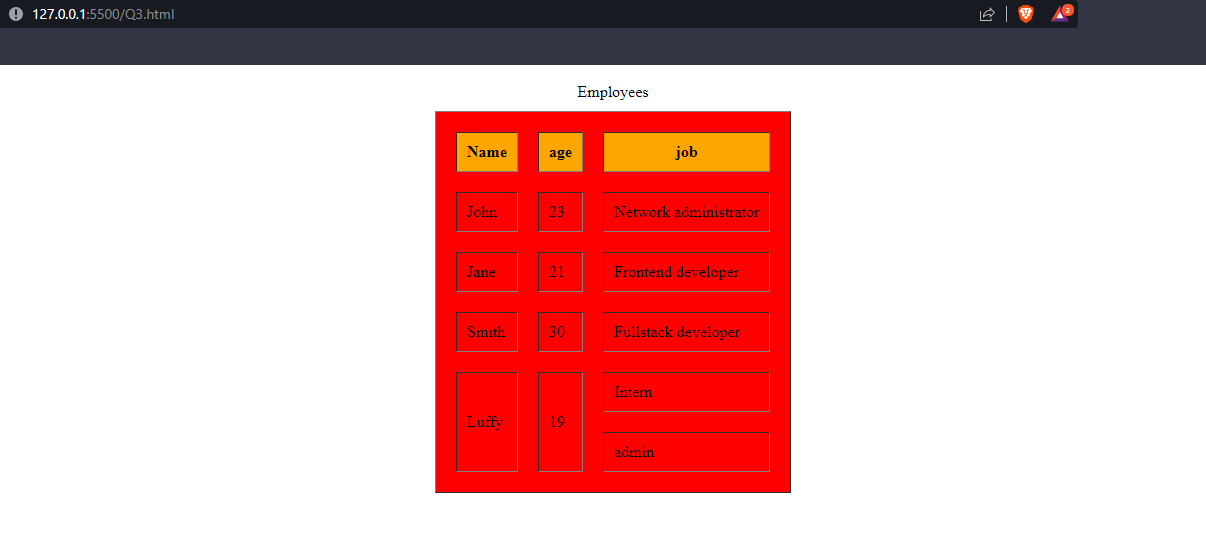 127.0.0.1:5500/Q3.html
2
Employees
Name age job
John 23 Network administrator
Jane 21 Frontend developer
Smith 30 Fullstack developer
Luffy 19 Intern
admin